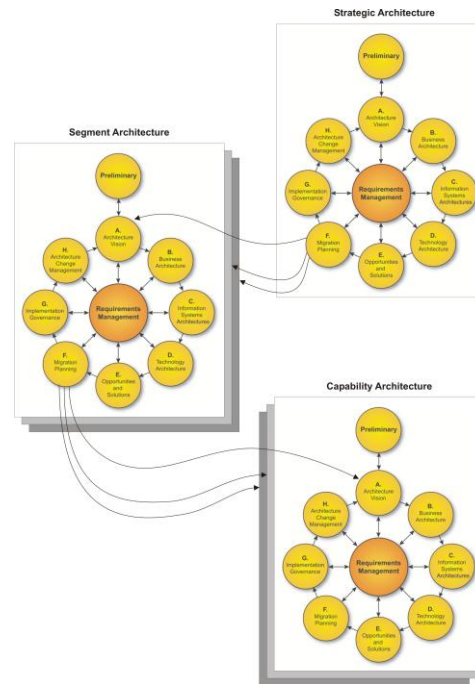 Strategic Architecture
Preliminary
A.
Architecture
Vision
B.
Business
Architecture
C.
Information
Systems
Architectures
D.
Technology
Architecture
E.
Opportunities
and
Solutions
F.
Migration
Planning
G.
Implementation
Governance
H.
Architecture
Change
Management
Requirements
Management
Segment Architecture
Preliminary
A.
Architecture
Vision
B.
Business
Architecture
C.
Information
Systems
Architectures
D.
Technology
Architecture
E.
Opportunities
and
Solutions
F.
Migration
Planning
G.
Implementation
Governance
H.
Architecture
Change
Management
Requirements
Management
Capability Architecture
Preliminary
A.
Architecture
Vision
B.
Business
Architecture
C.
Information
Systems
Architectures
D.
Technology
Architecture
E.
Opportunities
and
Solutions
F.
Migration
Planning
G.
Implementation
Governance
H.
Architecture
Change
Management
Requirements
Management